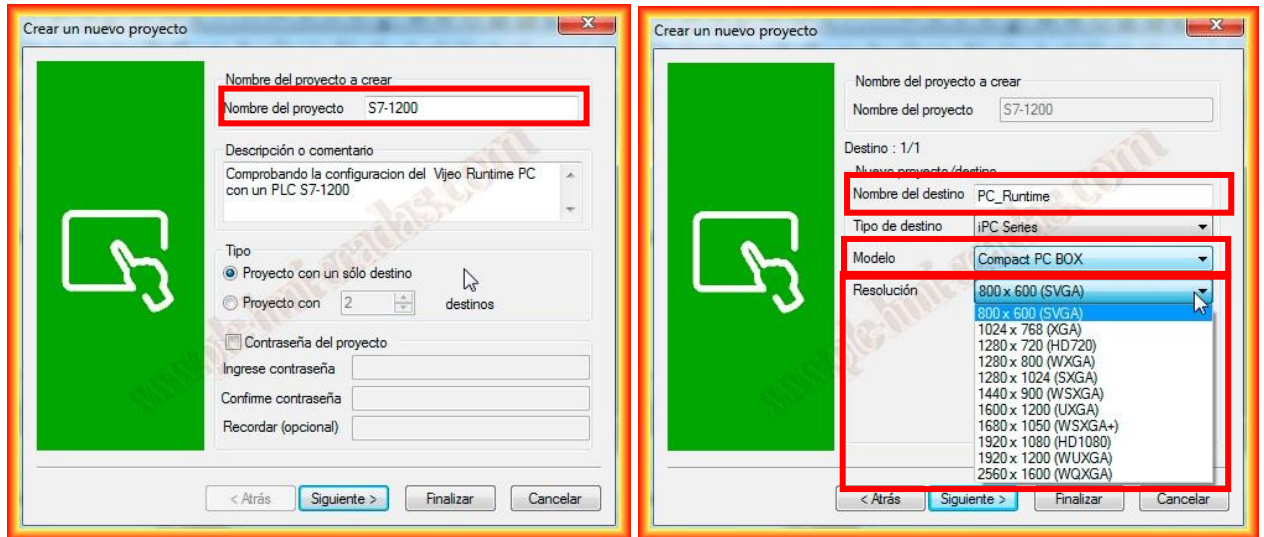 Crear un nuevo proyecto
Nombre del proyecto a crear
Nombre del proyecto S7-1200
Descripción o comentario
Comprobando la configuracion del Vijeo Runtime PC
con un PLC S7-1200
Tipo
Proyecto con un sólo destino
Proyecto con 2 destinos
Contraseña del proyecto
Ingrese contraseña
Confirme contraseña
Recordar (opcional)
< Atrás Siguiente > Finalizar Cancelar
Crear un nuevo proyecto
Nombre del proyecto a crear
Nombre del proyecto S7-1200
Destino : 1/1
Nuevo proyecto/destino
Nombre del destino PC_Runtime
Tipo de destino iPC Series
Modelo Compact PC BOX
Resolución 800 x 600 (SVGA)
800 x 600 (SVGA)
1024 x 768 (XGA)
1280 x 720 (HD720)
1280 x 800 (WXGA)
1280 x 1024 (SXGA)
1440 x 900 (WSXGA)
1600 x 1200 (UXGA)
1680 x 1050 (WSXGA+)
1920 x 1080 (HD1080)
1920 x 1200 (WUXGA)
2560 x 1600 (WQXGA)
< Atrás Siguiente > Finalizar Cancelar